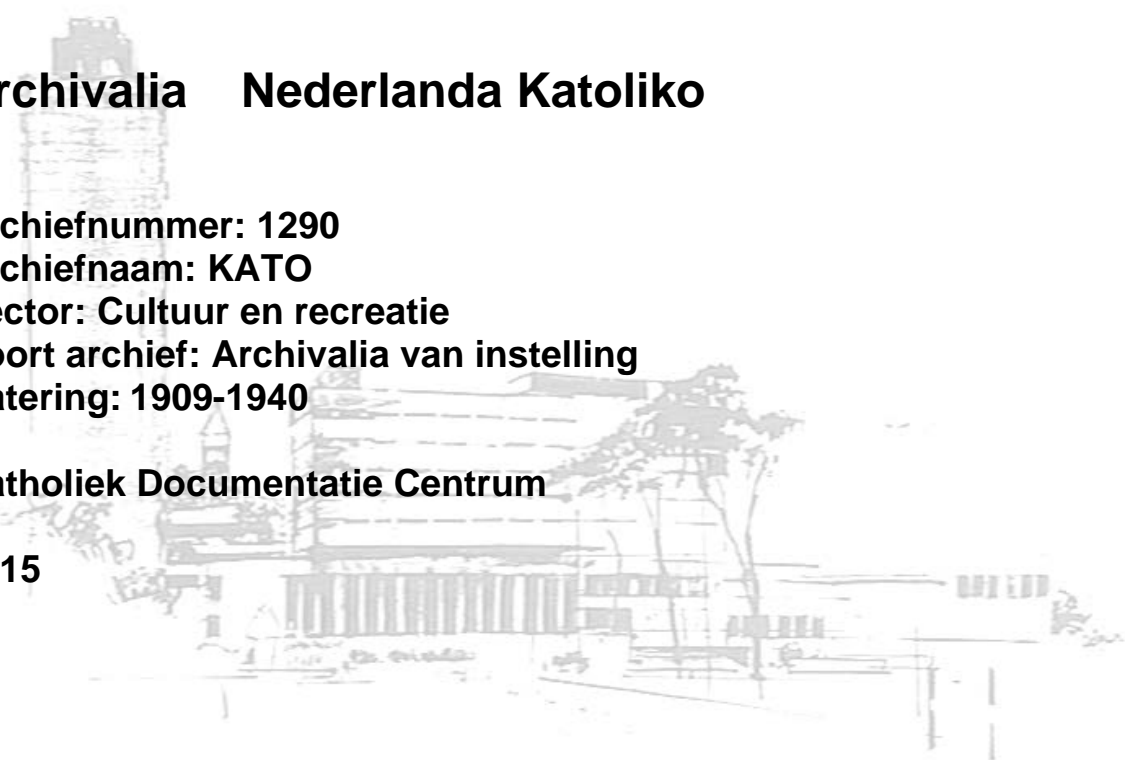 rchivalia Nederlanda Katoliko
chiefnummer: 1290
chiefnaam: KATO
ector: Cultuur en recreatie
oort archief: Archivalia van instelling
atering: 1909-1940
atholiek Documentatie Centrum
15